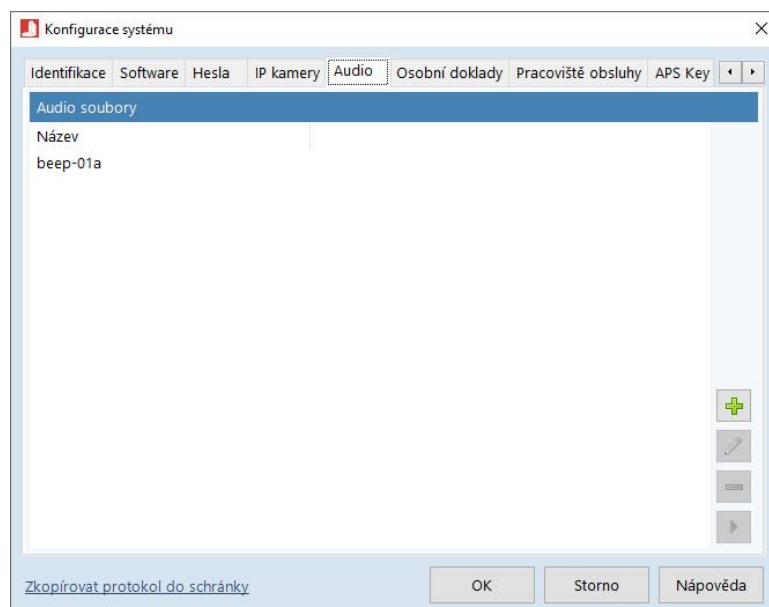 Konfigurace systému
Identifikace Software Hesla IP kamery Audio Osobní doklady Pracoviště obsluhy APS Key
Audio soubory
Název
beep-01a
Zkopírovat protokol do schránky OK Storno Nápověda